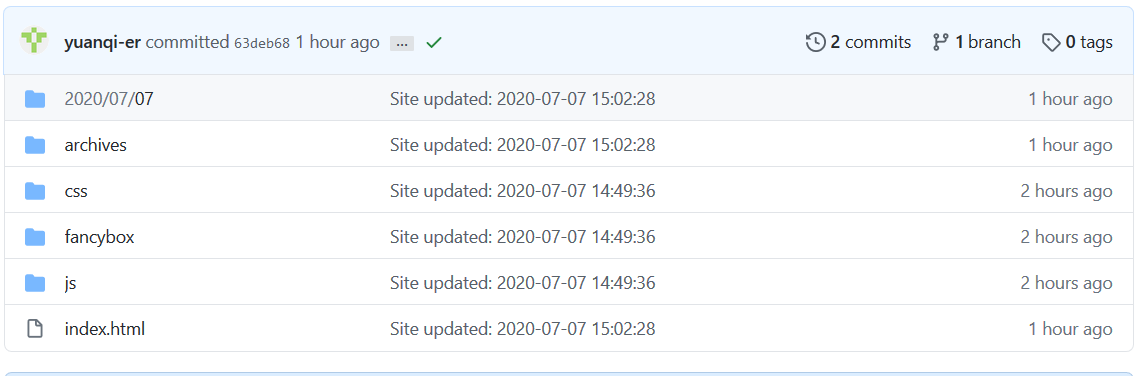 yuanqi-er committed 63deb68 1 hour ago ... 2 commits 1 branch 0 tags
2020/07/07 Site updated: 2020-07-07 15:02:28 1 hour ago
archives Site updated: 2020-07-07 15:02:28 1 hour ago
css Site updated: 2020-07-07 14:49:36 2 hours ago
fancybox Site updated: 2020-07-07 14:49:36 2 hours ago
js Site updated: 2020-07-07 14:49:36 2 hours ago
index.html Site updated: 2020-07-07 15:02:28 1 hour ago